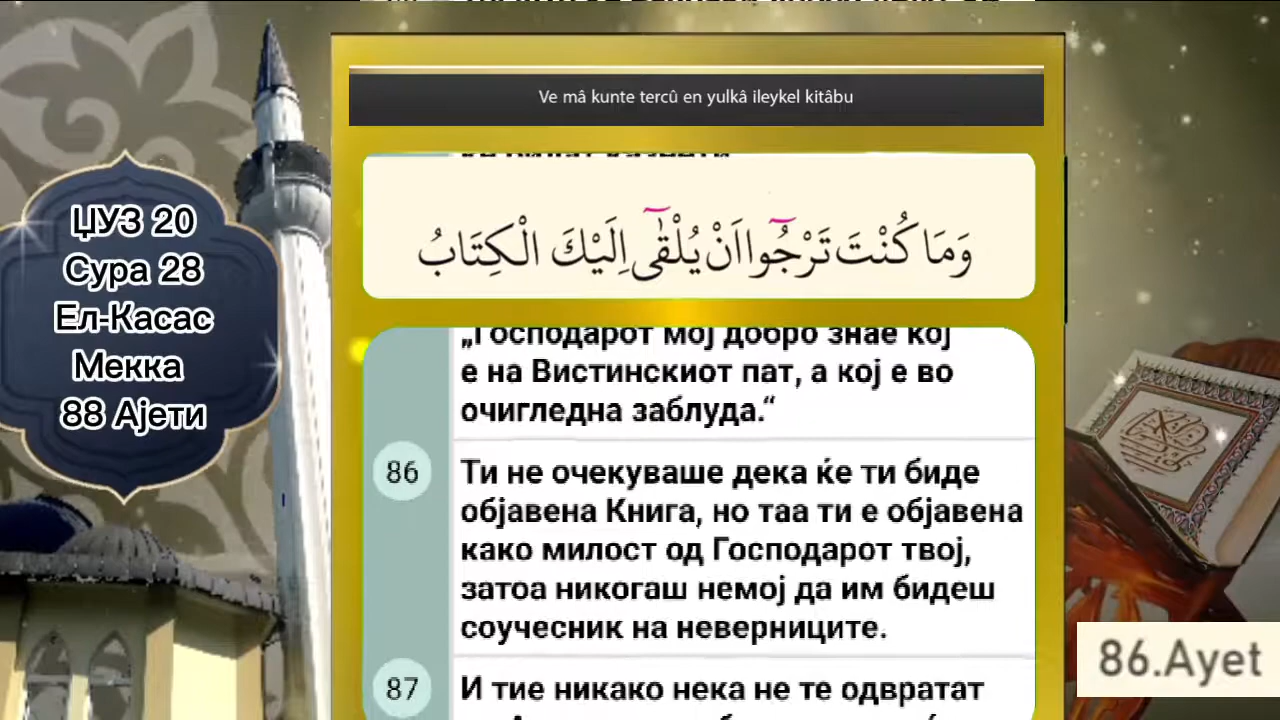 Ve mâ kunte tercû en yulkâ ileykel kitâbu
وَمَا كُنْتَ تَرْجُٓوا اَنْ يُلْقٰٓى اِلَيْكَ الْكِتَابُ
ЏУЗ 20
Сура 28
Ел-Касас
Мекка
88 Ајети
„Господарот мој добро знае кој
е на Вистинскиот пат, а кој е во
очигледна заблуда.“
86
Ти не очекуваше дека ќе ти биде
објавена Книга, но таа ти е објавена
како милост од Господарот твој,
затоа никогаш немој да им бидеш
соучесник на неверниците.
87
И тие никако нека не те одвратат
86.Ayet